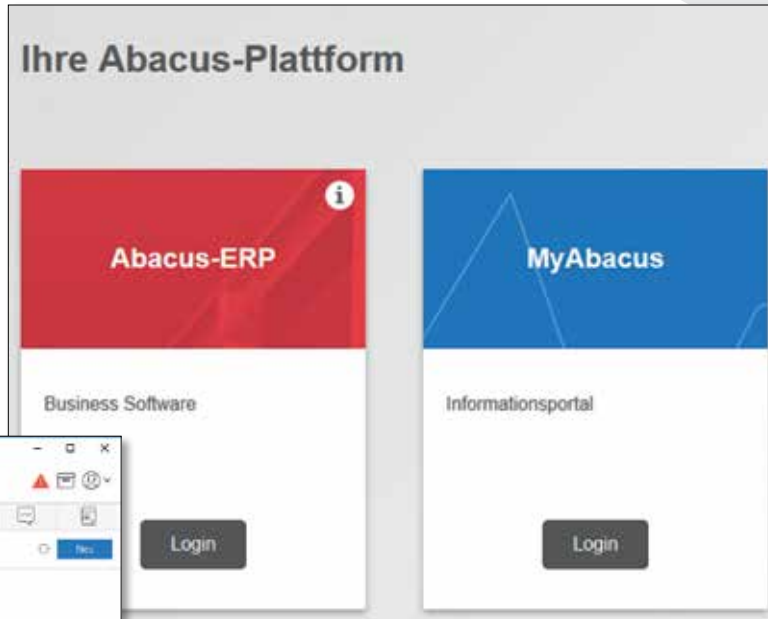 Ihre Abacus-Plattform
Abacus-ERP
MyAbacus
Business Software
Informationsportal
Neu
Login
Login